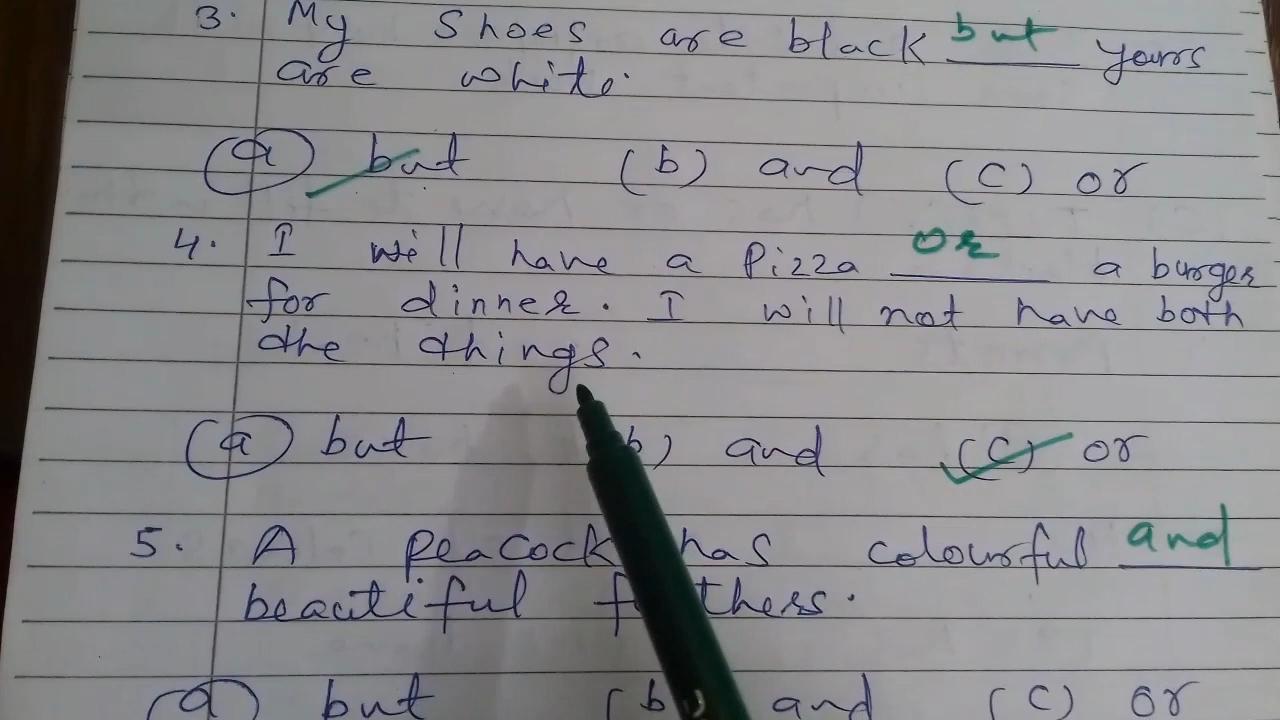 3. My Shoes are black but yours
are white.
(a) but (b) and (c) or
4. I will have a Pizza or a burger
for dinner. I will not have both
the things.
(a) but b) and (c) or
5. A Peacock has colourful and
beautiful
(a) but (b and (c) or